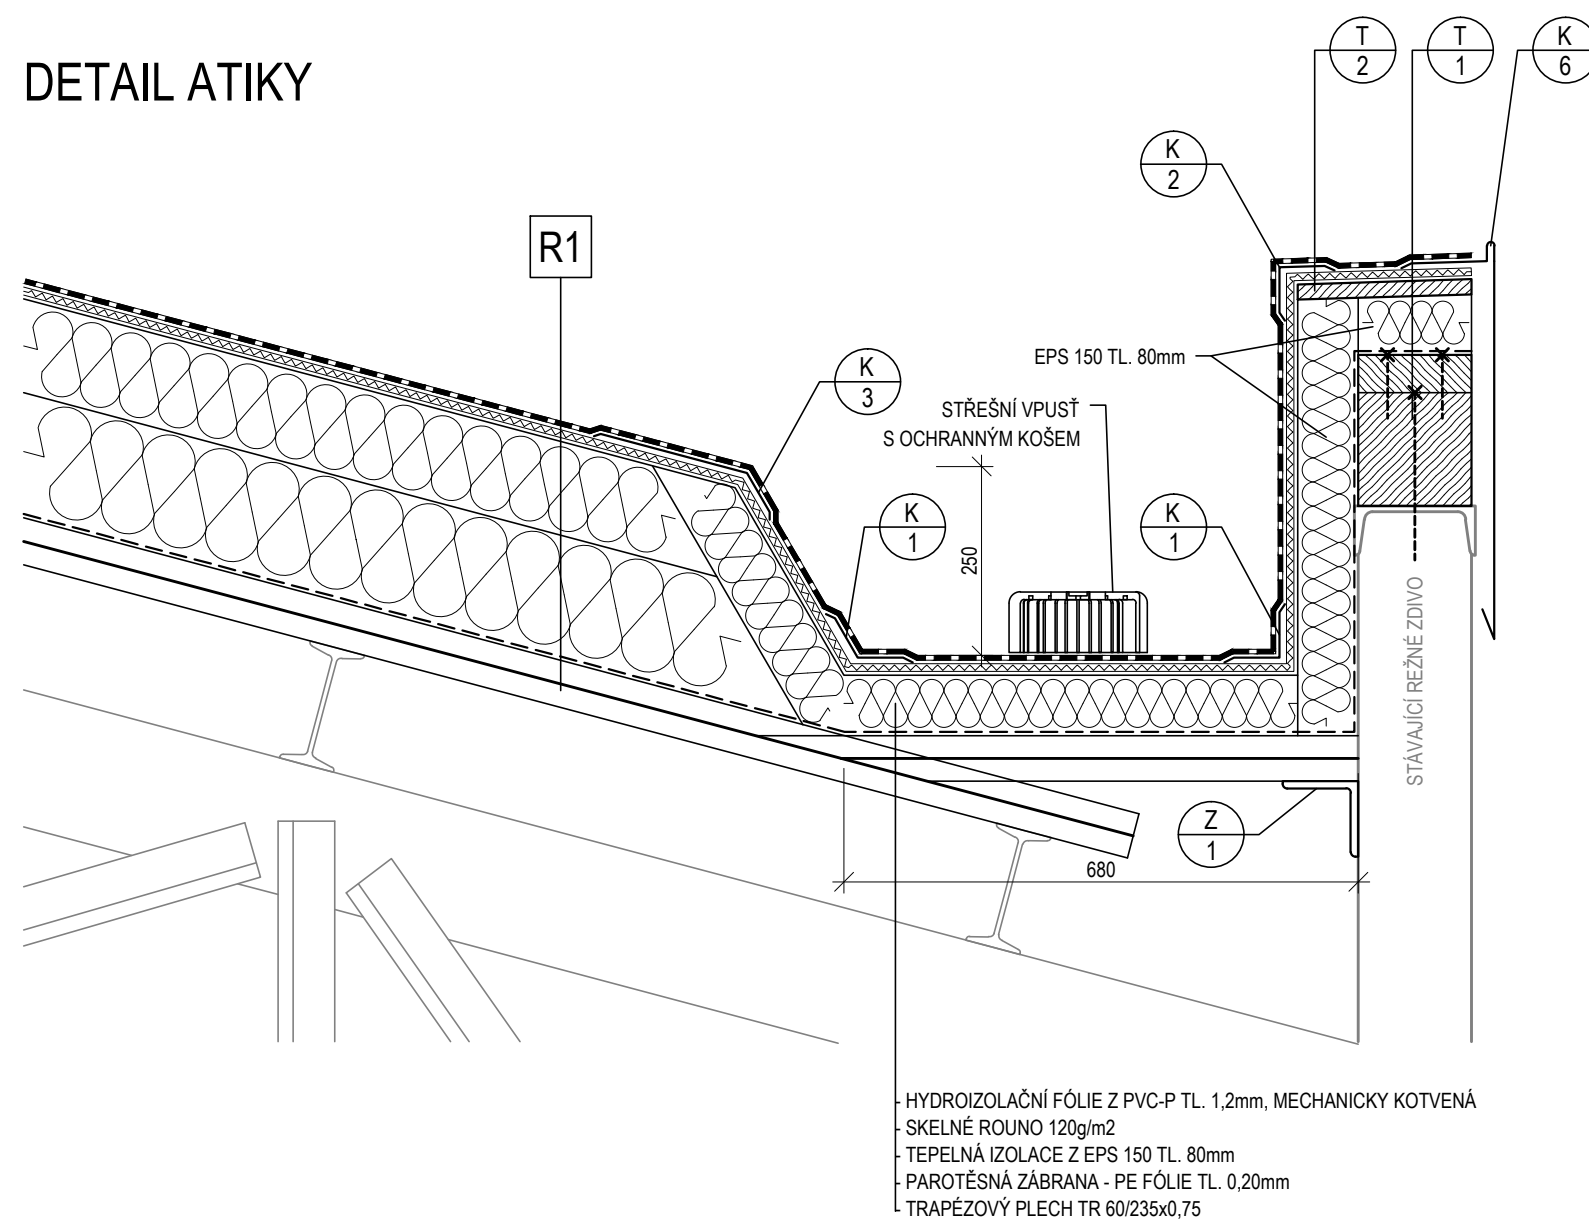 DETAIL ATIKY
T
2
T
1
K
6
K
2
R1
EPS 150 TL. 80mm
K
3
STŘEŠNÍ VPUSŤ
S OCHRANNÝM KOŠEM
K
1
K
1
250
STÁVAJÍCÍ REŽNÉ ZDIVO
Z
1
680
- HYDROIZOLAČNÍ FÓLIE Z PVC-P TL. 1,2mm, MECHANICKY KOTVENÁ
- SKELNÉ ROUNO 120g/m2
- TEPELNÁ IZOLACE Z EPS 150 TL. 80mm
- PAROTĚSNÁ ZÁBRANA - PE FÓLIE TL. 0,20mm
- TRAPÉZOVÝ PLECH TR 60/235x0,75